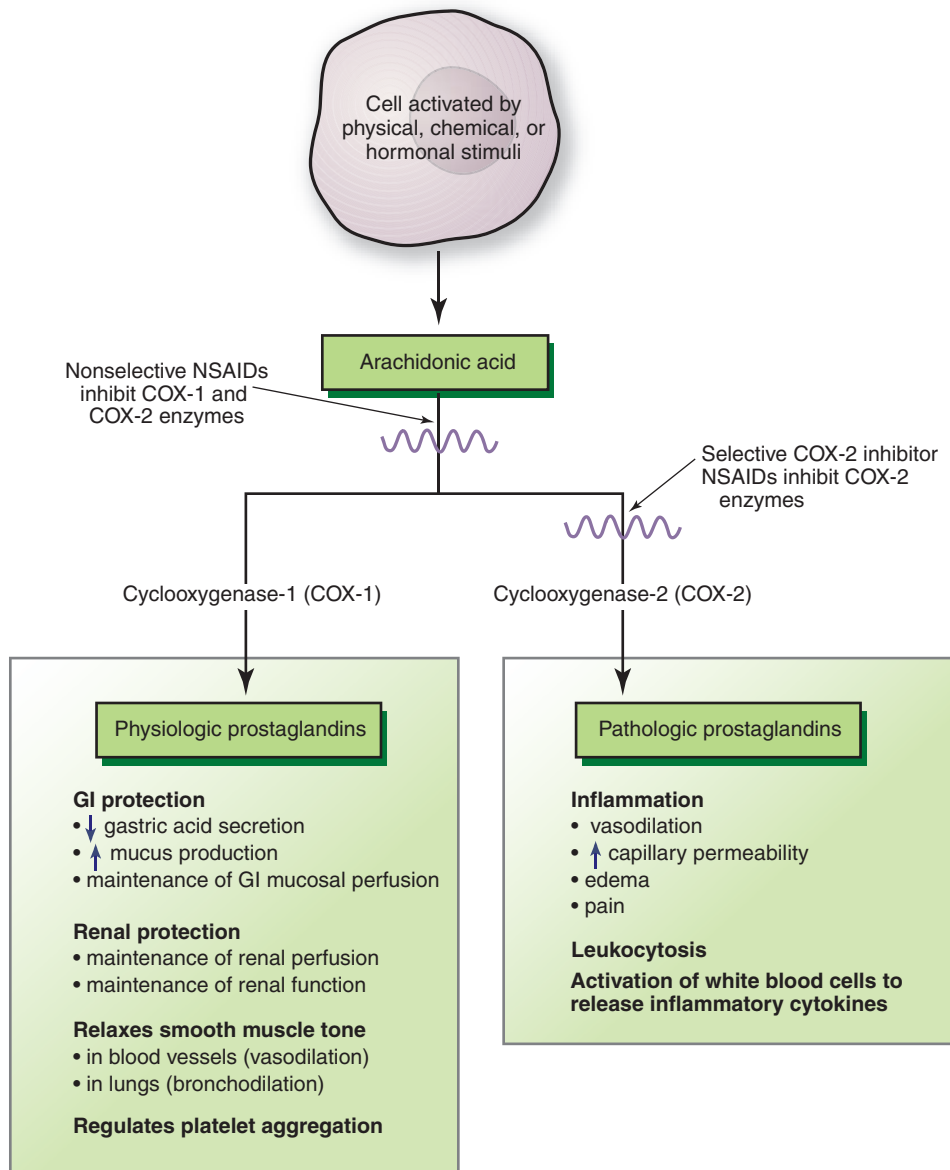 Cell activated by
physical, chemical, or
hormonal stimuli
Arachidonic acid
Nonselective NSAIDs
inhibit COX-1 and
COX-2 enzymes
Selective COX-2 inhibitor
NSAIDs inhibit COX-2
enzymes
Cyclooxygenase-1 (COX-1)
Cyclooxygenase-2 (COX-2)
Physiologic prostaglandins
GI protection
• ↓ gastric acid secretion
• ↑ mucus production
• maintenance of GI mucosal perfusion
Renal protection
• maintenance of renal perfusion
• maintenance of renal function
Relaxes smooth muscle tone
• in blood vessels (vasodilation)
• in lungs (bronchodilation)
Regulates platelet aggregation
Pathologic prostaglandins
Inflammation
• vasodilation
• ↑ capillary permeability
• edema
• pain
Leukocytosis
Activation of white blood cells to
release inflammatory cytokines